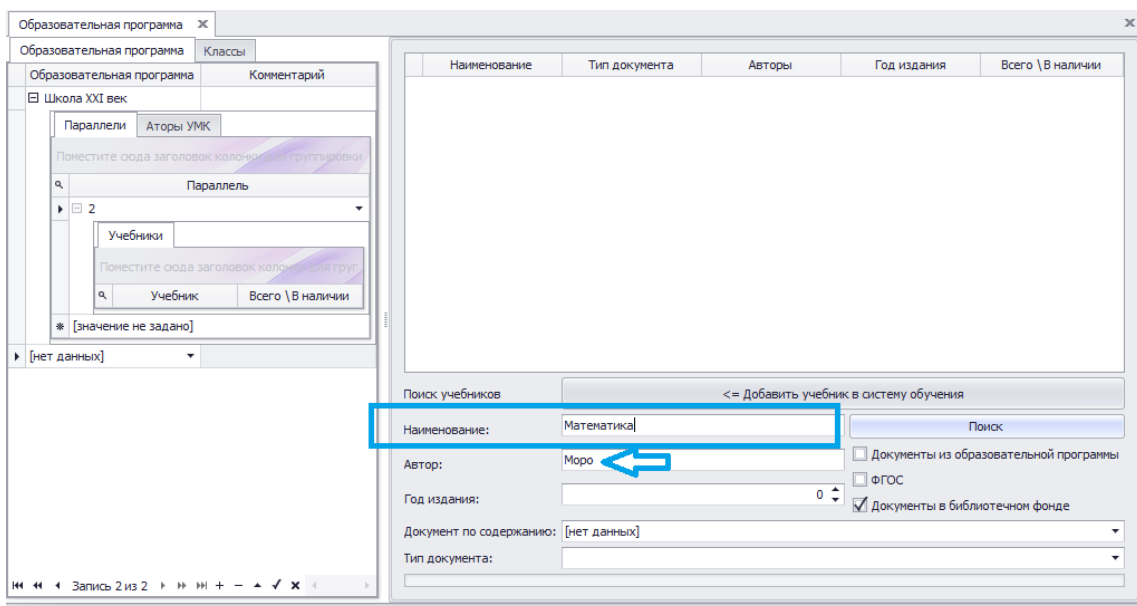 Образовательная программа
Образовательная программа Классы
Образовательная программа Комментарий
Школа XXI век
Параллели Аторы УМК
Поместите сюда заголовок колонки для группировки
Параллель
2
Учебники
Поместите сюда заголовок колонки для груг
Учебник Всего \ В наличии
[значение не задано]
[нет данных]
Запись 2 из 2
Наименование Тип документа Авторы Год издания Всего \ В наличии
Поиск учебников <= Добавить учебник в систему обучения
Наименование: Математика Поиск
Автор: Моро Документы из образовательной программы
ФГОС
Год издания: 0 Документы в библиотечном фонде
Документ по содержанию: [нет данных]
Тип документа: